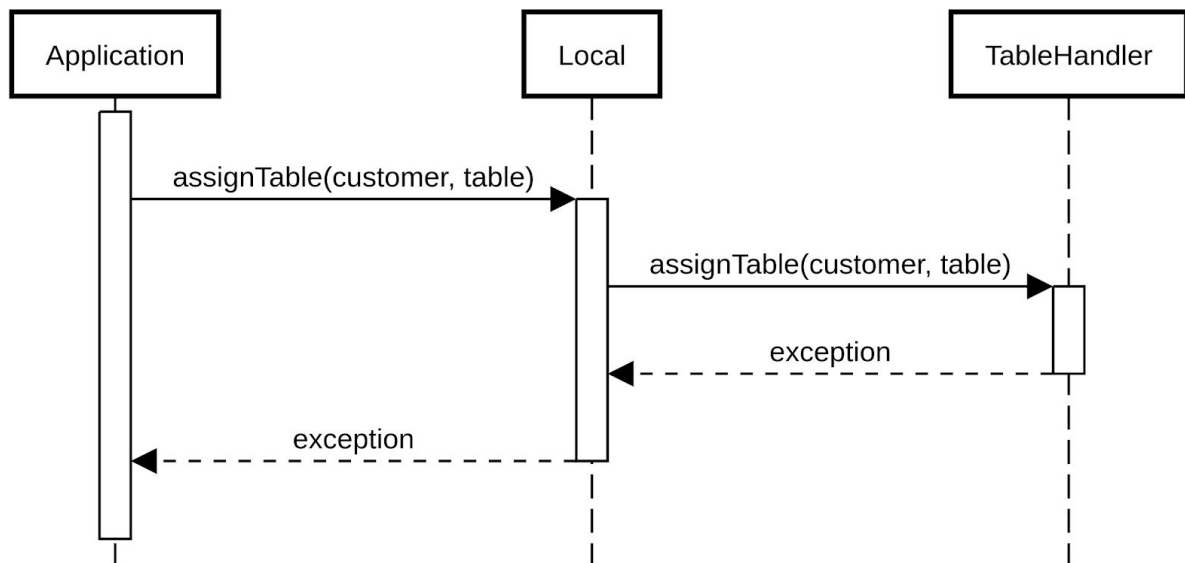 Application
Local
TableHandler
assignTable(customer, table)
assignTable(customer, table)
exception
exception